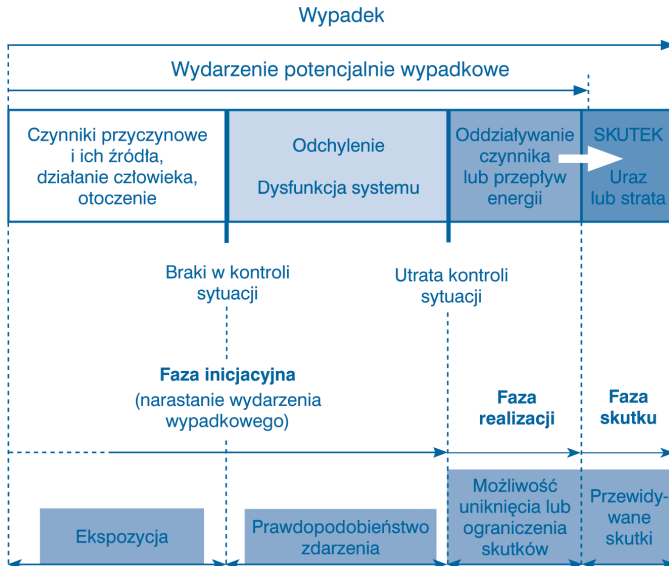 Wypadek
Wydarzenie potencjalnie wypadkowe
Czynniki przyczynowe
i ich źródła,
działanie człowieka,
otoczenie
Odchylenie
Dysfunkcja systemu
Oddziaływanie
czynnika
lub przepływ
energii
SKUTEK
Uraz
lub strata
Braki w kontroli
sytuacji
Utrata kontroli
sytuacji
Faza inicjacyjna
(narastanie wydarzenia
wypadkowego)
Faza
realizacji
Faza
skutku
Ekspozycja
Prawdopodobieństwo
zdarzenia
Możliwość
uniknięcia lub
ograniczenia
skutków
Przewidy-
wane
skutki